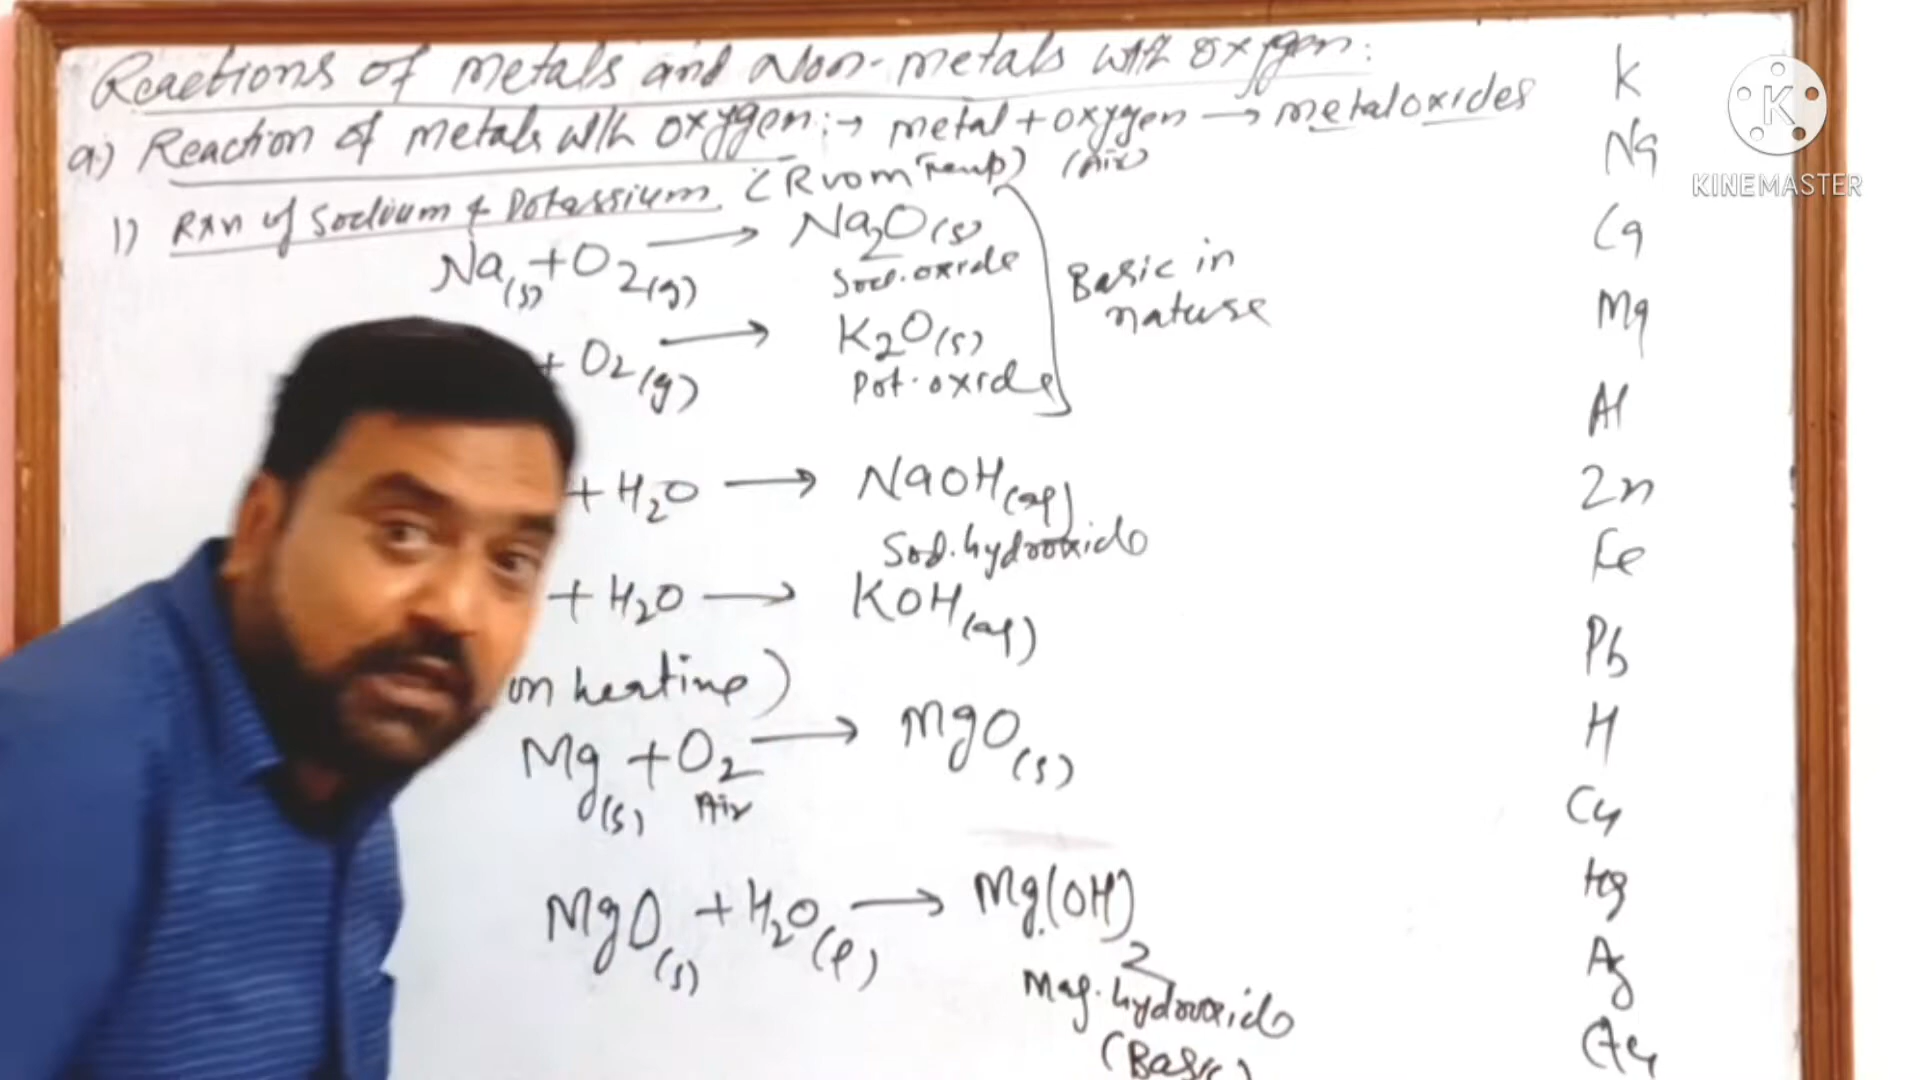 Reactions of metals and Non-metals with oxygen:
a.) Reaction of metals with oxygen:→ metal + oxygen → metaloxides
(Air)
1) Rxn of Sodium & Potassium. (Room Temp)
Na(s) + O2(g) → Na2O(s)
Sod. oxide
+ O2(g) → K2O(s)
Pot. oxide
Basic in
nature
+ H2O → NaOH(aq)
Sod. hydroxide
+ H2O → KOH(aq)
on heating)
Mg(s) + O2 → MgO(s)
Air
MgO(s) + H2O(l) → Mg(OH)2
Mag. hydroxide
(Basic)
K
Na
Ca
Mg
Al
Zn
Fe
Pb
H
Cu
Hg
Ag
Au
K
KINEMASTER